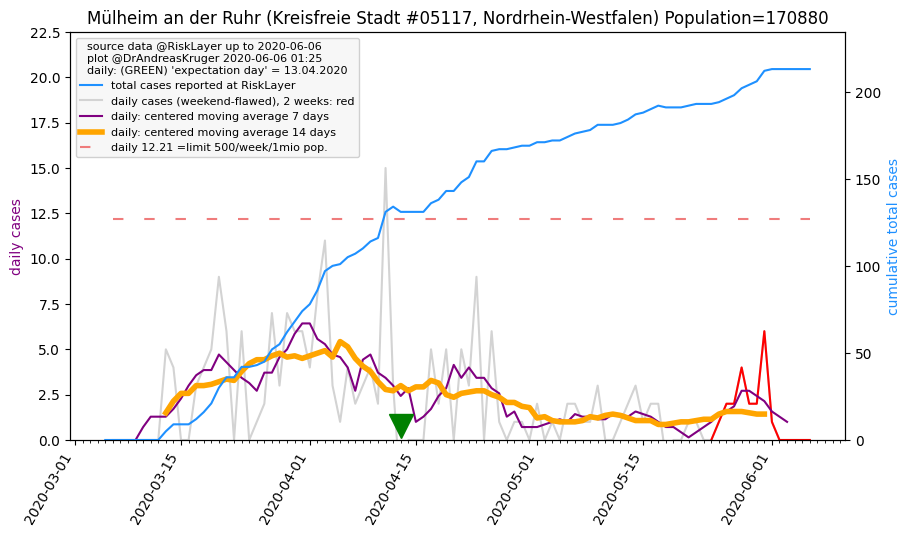 Mülheim an der Ruhr (Kreisfreie Stadt #05117, Nordrhein-Westfalen) Population=170880
source data @RiskLayer up to 2020-06-06
plot @DrAndreasKruger 2020-06-06 01:25
daily: (GREEN) 'expectation day' = 13.04.2020
total cases reported at RiskLayer
daily cases (weekend-flawed), 2 weeks: red
daily: centered moving average 7 days
daily: centered moving average 14 days
daily 12.21 =limit 500/week/1mio pop.
daily cases
22.5
20.0
17.5
15.0
12.5
10.0
7.5
5.0
2.5
0.0
200
150
100
50
0
cumulative total cases
2020-03-01
2020-03-15
2020-04-01
2020-04-15
2020-05-01
2020-05-15
2020-06-01